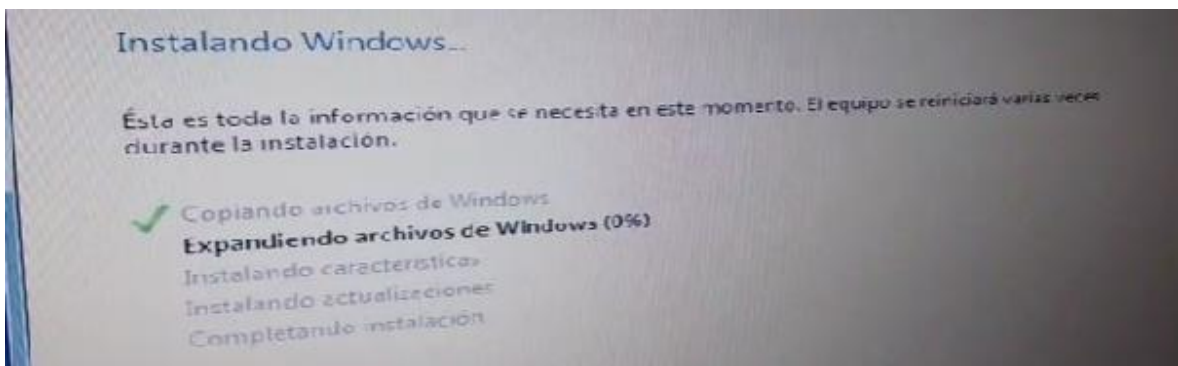 Instalando Windows...
Ésta es toda la información que se necesita en este momento. El equipo se reiniciará varias veces
durante la instalación.
Copiando archivos de Windows
Expandiendo archivos de Windows (0%)
Instalando características
Instalando actualizaciones
Completando instalación